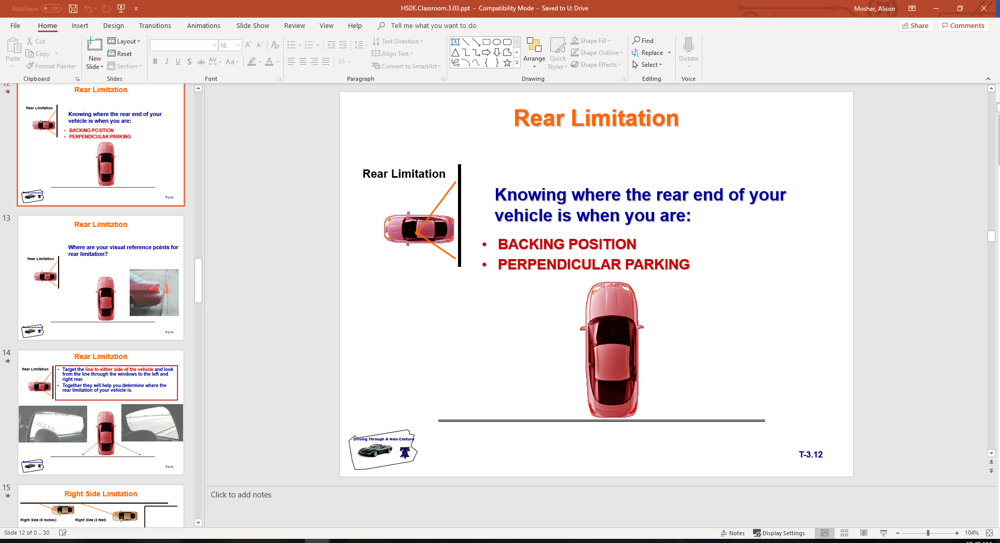 AutoSave Off
HSDE.Classroom.3.03.ppt - Compatibility Mode - Saved to U: Drive
Mosher, Alison
File Home Insert Design Transitions Animations Slide Show Review View Help Tell me what you want to do
Share Comments
Paste
Cut
Copy
Format Painter
Clipboard
New
Slide
Layout
Reset
Section
Slides
16
B I U S ab AV Aa A
Font
Text Direction
Align Text
Convert to SmartArt
Paragraph
Arrange
Quick
Styles
Shape Fill
Shape Outline
Shape Effects
Drawing
Find
Replace
Select
Editing
Dictate
Voice
12
Rear Limitation
Rear Limitation
Knowing where the rear end of your
vehicle is when you are:
• BACKING POSITION
• PERPENDICULAR PARKING
T-3.12
13
Rear Limitation
Where are your visual reference points for
rear limitation?
Rear Limitation
T-3.13
14
Rear Limitation
Rear Limitation
• Target the line to either side of the vehicle and look
from the line through the windows to the left and
right rear.
• Together they will help you determine where the
rear limitation of your vehicle is.
T-3.14
15
Right Side Limitation
Right Side (6 inches)
Right Side (3 feet)
Rear Limitation
Rear Limitation
Knowing where the rear end of your
vehicle is when you are:
• BACKING POSITION
• PERPENDICULAR PARKING
Driving Through A New Century
T-3.12
Click to add notes
Slide 12 of 0 .. 30
Notes Display Settings
104%